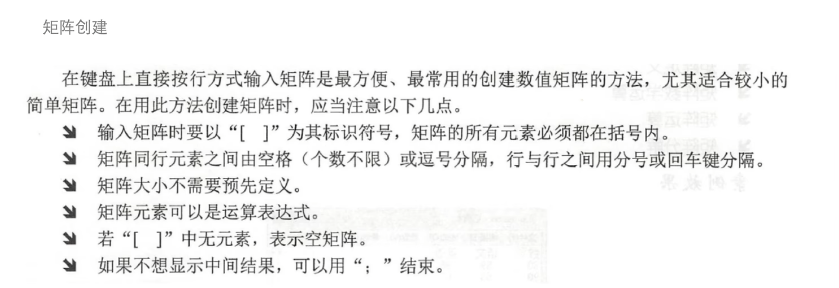 矩阵创建
在键盘上直接按行方式输入矩阵是最方便、最常用的创建数值矩阵的方法，尤其适合较小的
简单矩阵。在用此方法创建矩阵时，应当注意以下几点。
输入矩阵时要以“[ ]”为其标识符号，矩阵的所有元素必须都在括号内。
矩阵同行元素之间由空格（个数不限）或逗号分隔，行与行之间用分号或回车键分隔。
矩阵大小不需要预先定义。
矩阵元素可以是运算表达式。
若“[ ]”中无元素，表示空矩阵。
如果不想显示中间结果，可以用“；”结束。